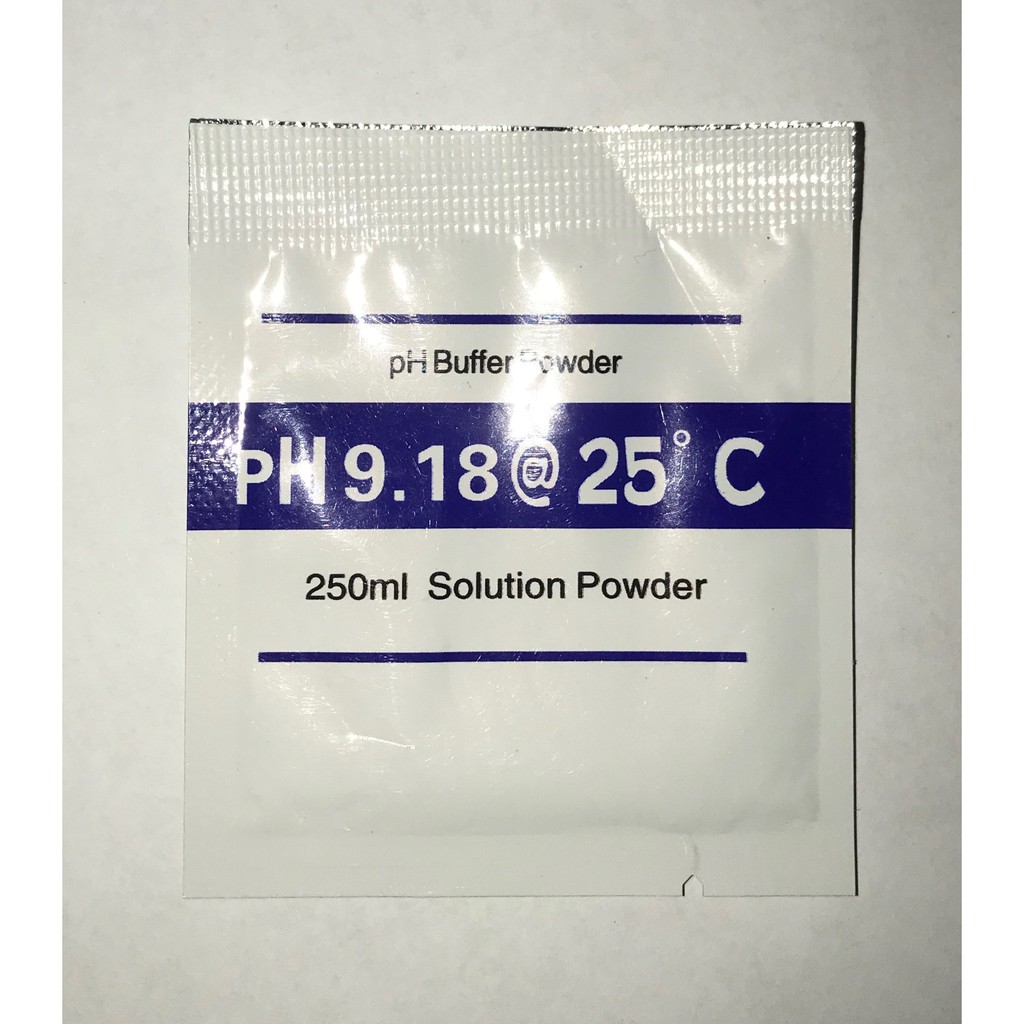 pH Buffer Powder
pH 9.18@ 25°C
250ml Solution Powder